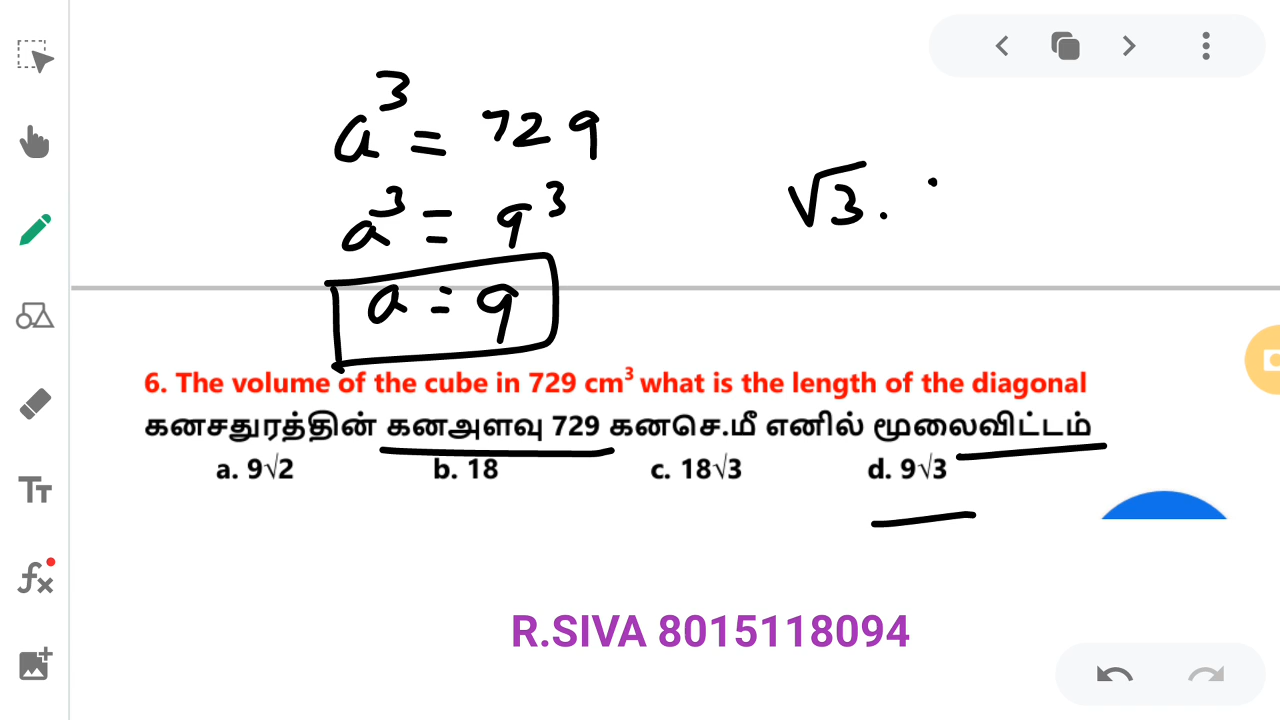 a³ = 729
a³ = 9³
√3.
a = 9
6. The volume of the cube in 729 cm³ what is the length of the diagonal
கனசதுரத்தின் கனஅளவு 729 கனசெ.மீ எனில் மூலைவிட்டம்
a. 9√2 b. 18 c. 18√3 d. 9√3
Tт
fx
R.SIVA 8015118094